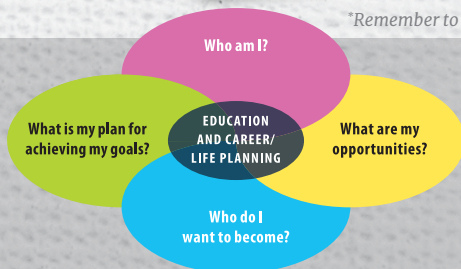 *Remember to
Who am I?
What is my plan for
achieving my goals?
EDUCATION
AND CAREER/
LIFE PLANNING
What are my
opportunities?
Who do I
want to become?